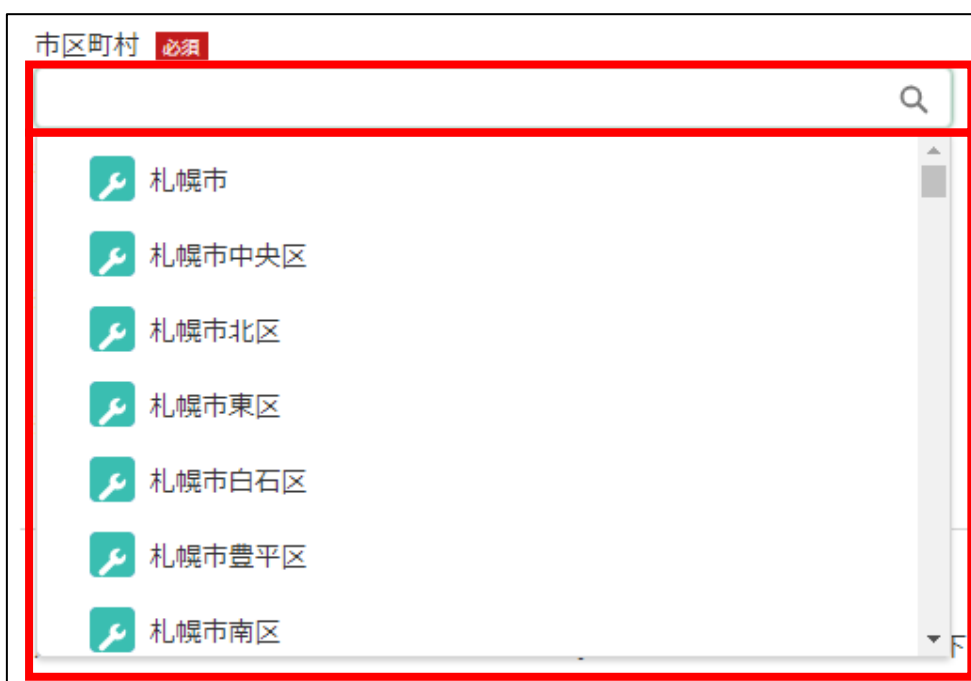 市区町村 必須
札幌市
札幌市中央区
札幌市北区
札幌市東区
札幌市白石区
札幌市豊平区
札幌市南区
下